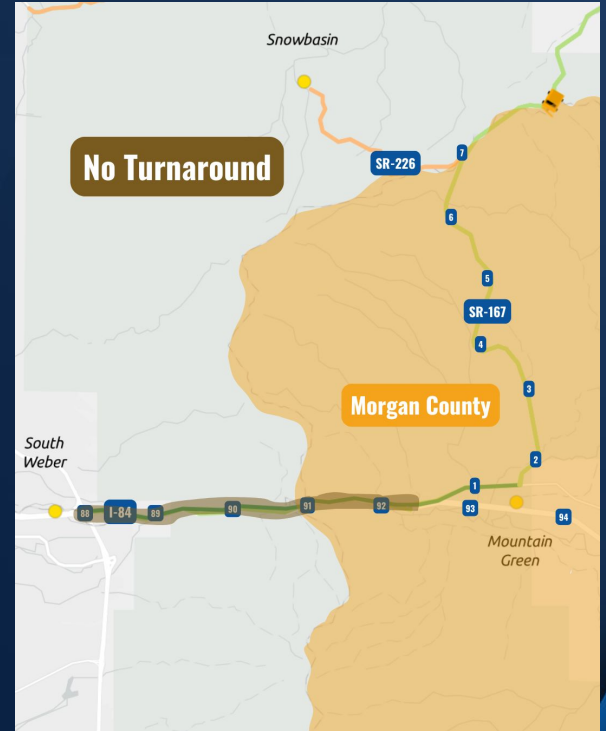 Snowbasin
No Turnaround
SR-226
7
6
5
SR-167
4
3
Morgan County
2
South
Weber
1
88
I-84
89
90
91
92
93
94
Mountain
Green